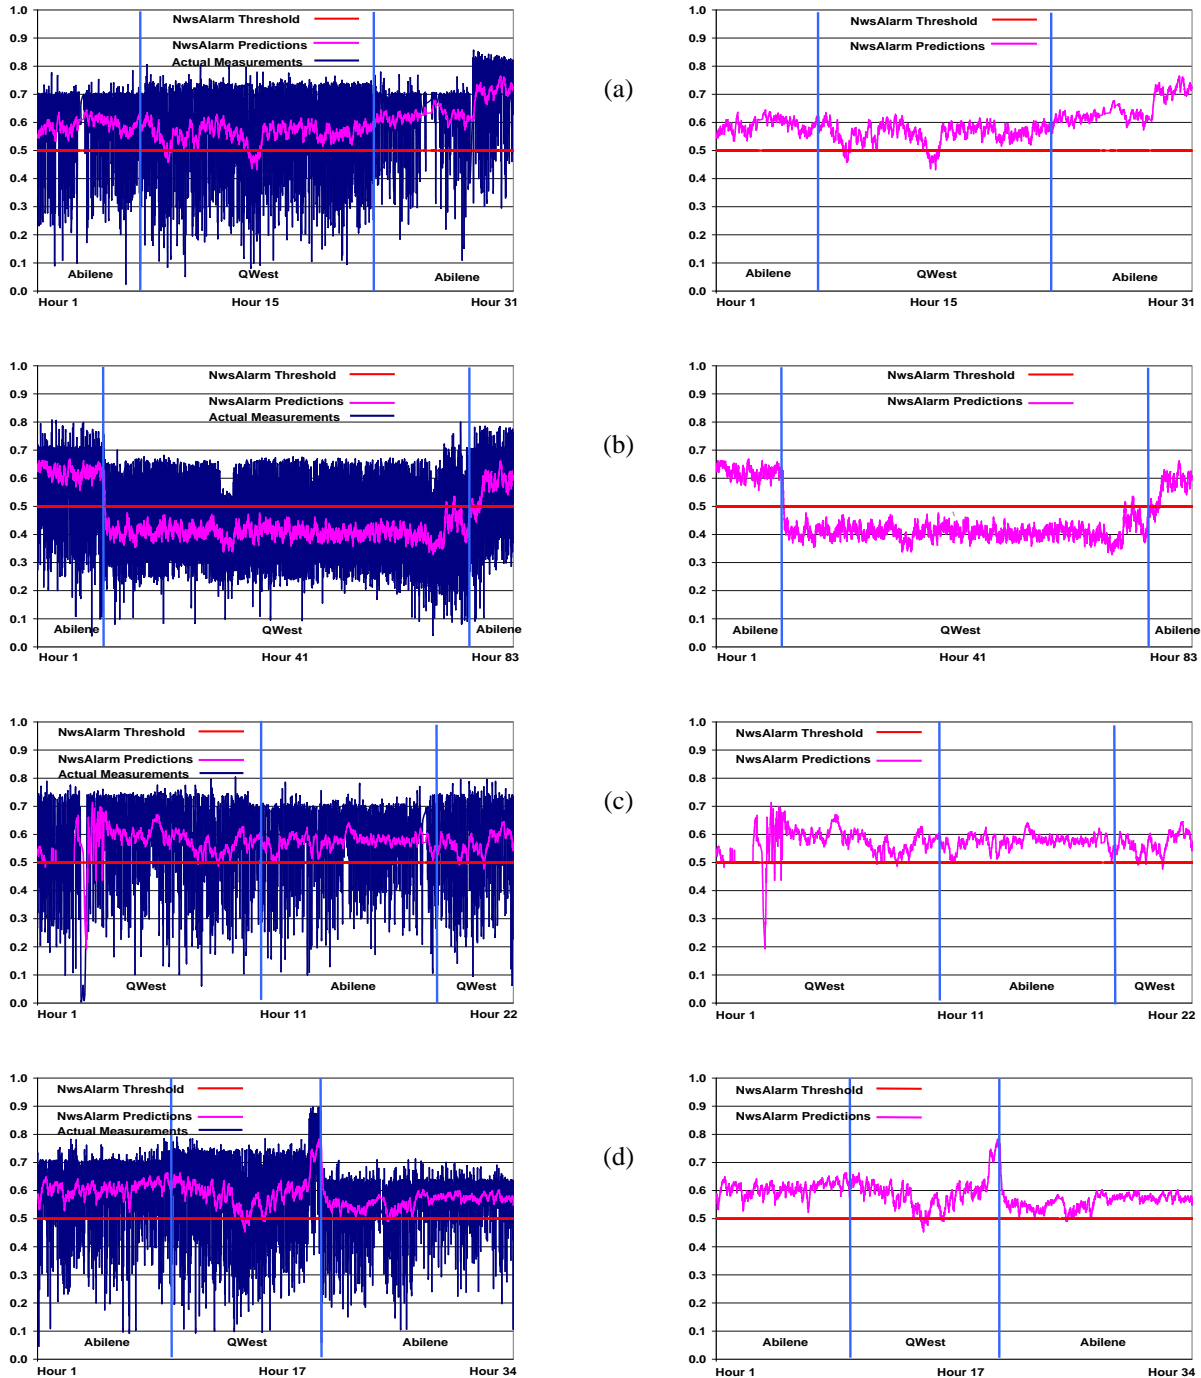 1.0
0.9
0.8
0.7
0.6
0.5
0.4
0.3
0.2
0.1
0.0
NwsAlarm Threshold
NwsAlarm Predictions
Actual Measurements
Abilene
QWest
Abilene
Hour 1
Hour 15
Hour 31
(a)
1.0
0.9
0.8
0.7
0.6
0.5
0.4
0.3
0.2
0.1
0.0
NwsAlarm Threshold
NwsAlarm Predictions
Abilene
QWest
Abilene
Hour 1
Hour 15
Hour 31
1.0
0.9
0.8
0.7
0.6
0.5
0.4
0.3
0.2
0.1
0.0
NwsAlarm Threshold
NwsAlarm Predictions
Actual Measurements
Abilene
QWest
Abilene
Hour 1
Hour 41
Hour 83
(b)
1.0
0.9
0.8
0.7
0.6
0.5
0.4
0.3
0.2
0.1
0.0
NwsAlarm Threshold
NwsAlarm Predictions
Abilene
QWest
Abilene
Hour 1
Hour 41
Hour 83
1.0
0.9
0.8
0.7
0.6
0.5
0.4
0.3
0.2
0.1
0.0
NwsAlarm Threshold
NwsAlarm Predictions
Actual Measurements
QWest
Abilene
QWest
Hour 1
Hour 11
Hour 22
(c)
1.0
0.9
0.8
0.7
0.6
0.5
0.4
0.3
0.2
0.1
0.0
NwsAlarm Threshold
NwsAlarm Predictions
QWest
Abilene
QWest
Hour 1
Hour 11
Hour 22
1.0
0.9
0.8
0.7
0.6
0.5
0.4
0.3
0.2
0.1
0.0
NwsAlarm Threshold
NwsAlarm Predictions
Actual Measurements
Abilene
QWest
Abilene
Hour 1
Hour 17
Hour 34
(d)
1.0
0.9
0.8
0.7
0.6
0.5
0.4
0.3
0.2
0.1
0.0
NwsAlarm Threshold
NwsAlarm Predictions
Abilene
QWest
Abilene
Hour 1
Hour 17
Hour 34